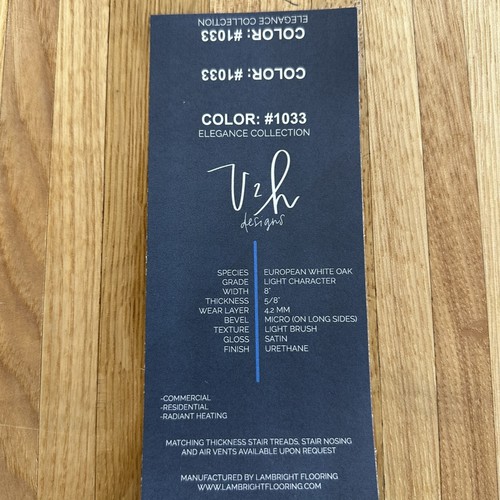 ELEGANCE COLLECTION
COLOR: #1033
COLOR: #1033
COLOR: #1033
ELEGANCE COLLECTION
V2h
designs
SPECIES EUROPEAN WHITE OAK
GRADE LIGHT CHARACTER
WIDTH 8"
THICKNESS 5/8"
WEAR LAYER 4.2 MM
BEVEL MICRO (ON LONG SIDES)
TEXTURE LIGHT BRUSH
GLOSS SATIN
FINISH URETHANE
-COMMERCIAL
-RESIDENTIAL
-RADIANT HEATING
MATCHING THICKNESS STAIR TREADS, STAIR NOSING
AND AIR VENTS AVAILABLE UPON REQUEST
MANUFACTURED BY LAMBRIGHT FLOORING
WWW.LAMBRIGHTFLOORING.COM